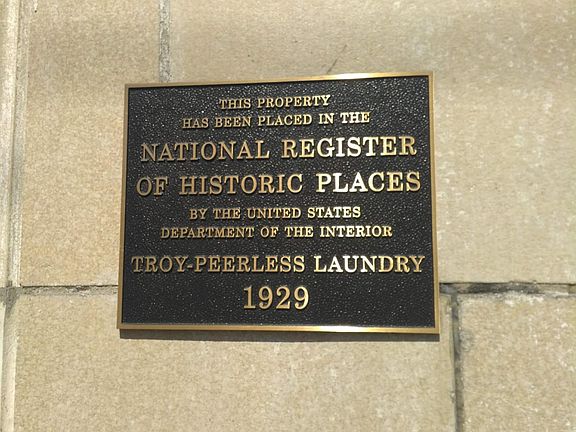 THIS PROPERTY
HAS BEEN PLACED IN THE
NATIONAL REGISTER
OF HISTORIC PLACES
BY THE UNITED STATES
DEPARTMENT OF THE INTERIOR
TROY-PEERLESS LAUNDRY
1929